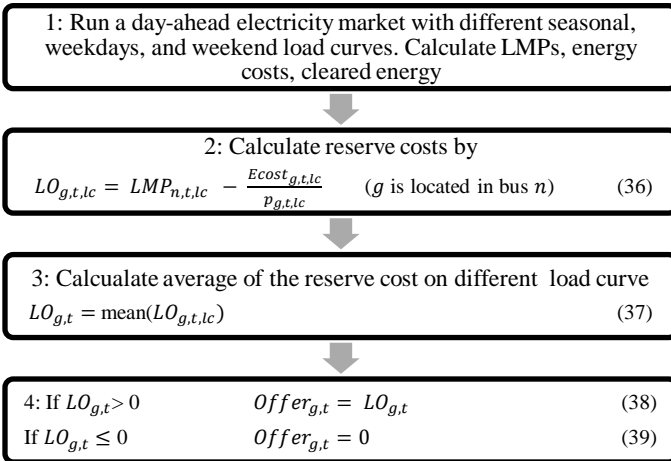 1: Run a day-ahead electricity market with different seasonal,
weekdays, and weekend load curves. Calculate LMPs, energy
costs, cleared energy
2: Calculate reserve costs by
LO_{g,t,lc} = LMP_{n,t,lc} − \frac{Ecost_{g,t,lc}}{p_{g,t,lc}} (g is located in bus n) (36)
3: Calcualate average of the reserve cost on different load curve
LO_{g,t} = mean(LO_{g,t,lc}) (37)
4: If LO_{g,t} > 0 Offer_{g,t} = LO_{g,t} (38)
If LO_{g,t} ≤ 0 Offer_{g,t} = 0 (39)